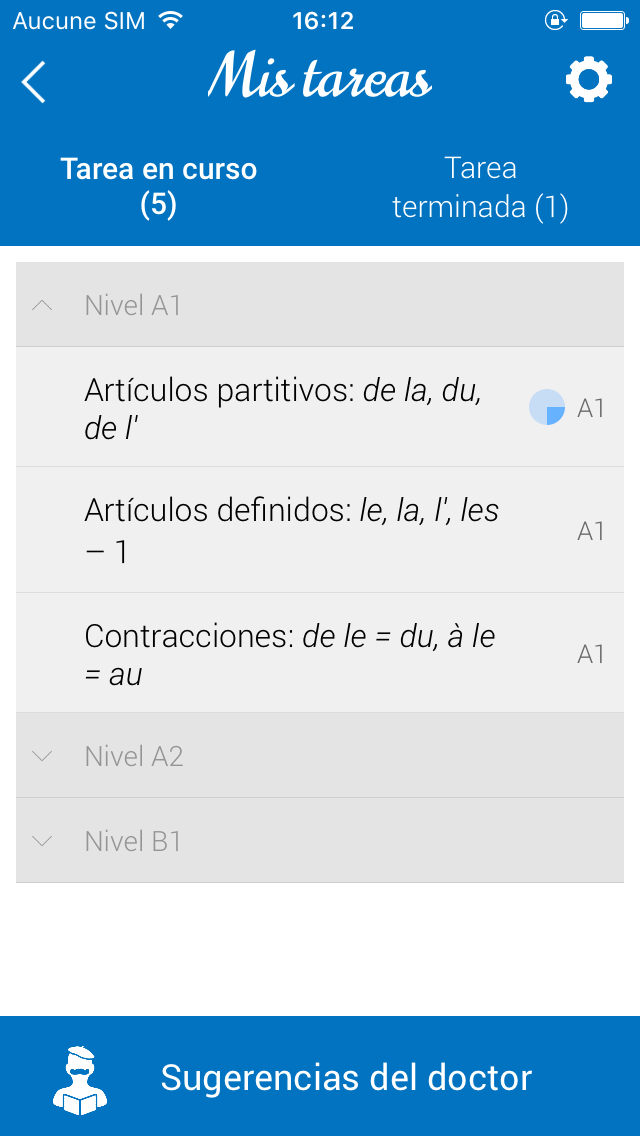 Aucune SIM 16:12
Mis tareas
Tarea en curso
(5)
Tarea
terminada (1)
Nivel A1
Artículos partitivos: de la, du,
de l'
A1
Artículos definidos: le, la, l', les
– 1
A1
Contracciones: de le = du, à le
= au
A1
Nivel A2
Nivel B1
Sugerencias del doctor